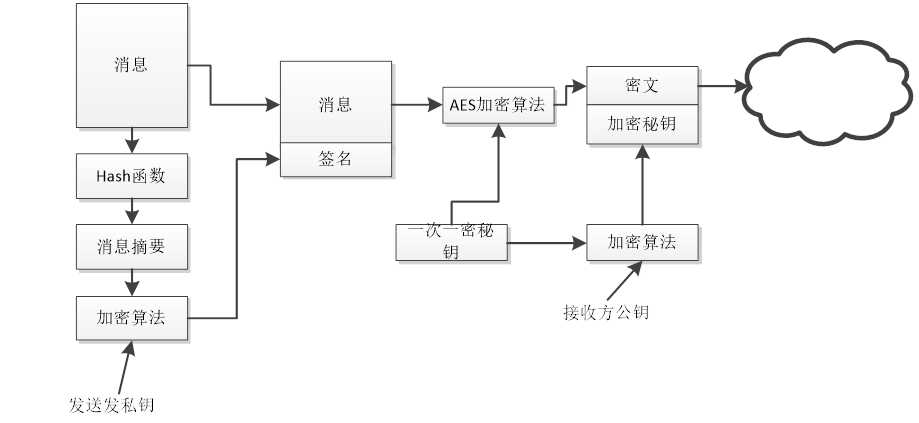 消息
Hash函数
消息摘要
加密算法
发送发私钥
消息
签名
AES加密算法
一次一密秘
钥
密文
加密秘钥
加密算法
接收方公钥